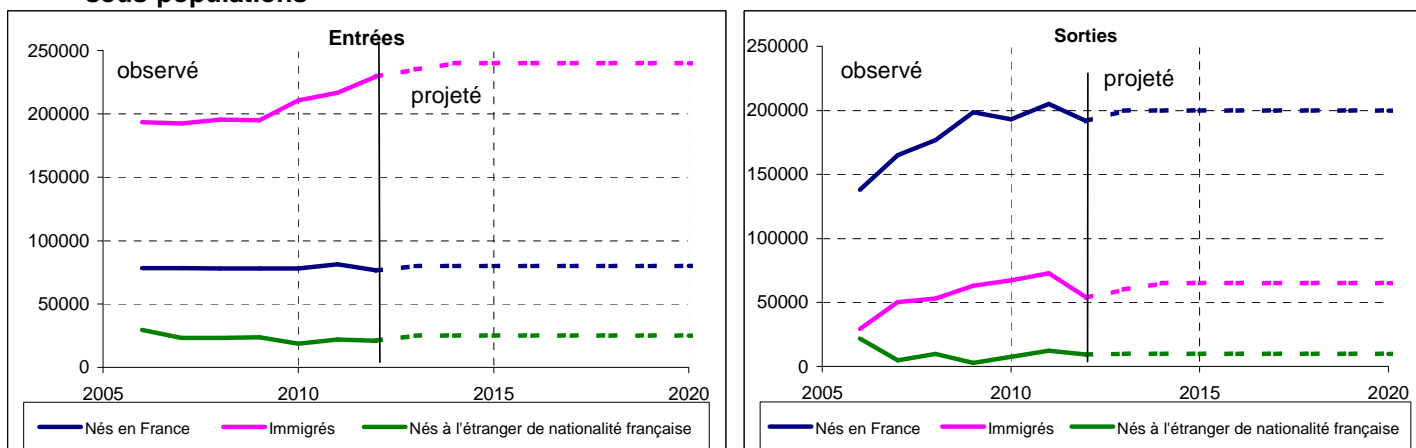 sous-populations
Entrées
250000
observé
200000
projeté
150000
100000
50000
0
2005 2010 2015 2020
Nés en France Immigrés Nés à l'étranger de nationalité française
Sorties
250000
observé
projeté
200000
150000
100000
50000
0
2005 2010 2015 2020
Nés en France Immigrés Nés à l'étranger de nationalité française